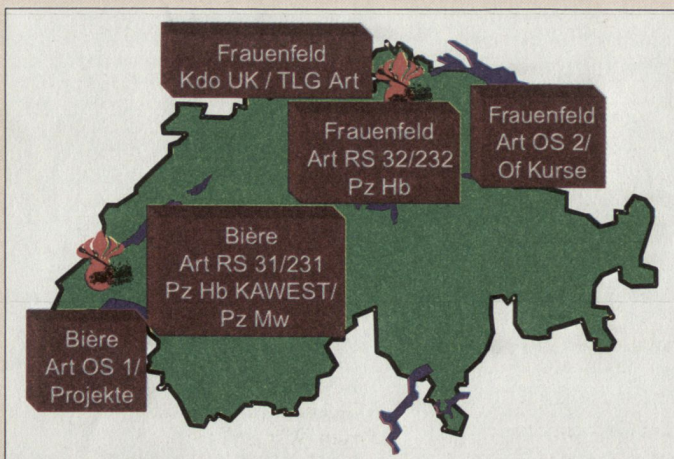 Frauenfeld
Kdo UK / TLG Art
Frauenfeld
Art OS 2/
Of Kurse
Frauenfeld
Art RS 32/232
Pz Hb
Bière
Art RS 31/231
Pz Hb KAWEST/
Pz Mw
Bière
Art OS 1/
Projekte